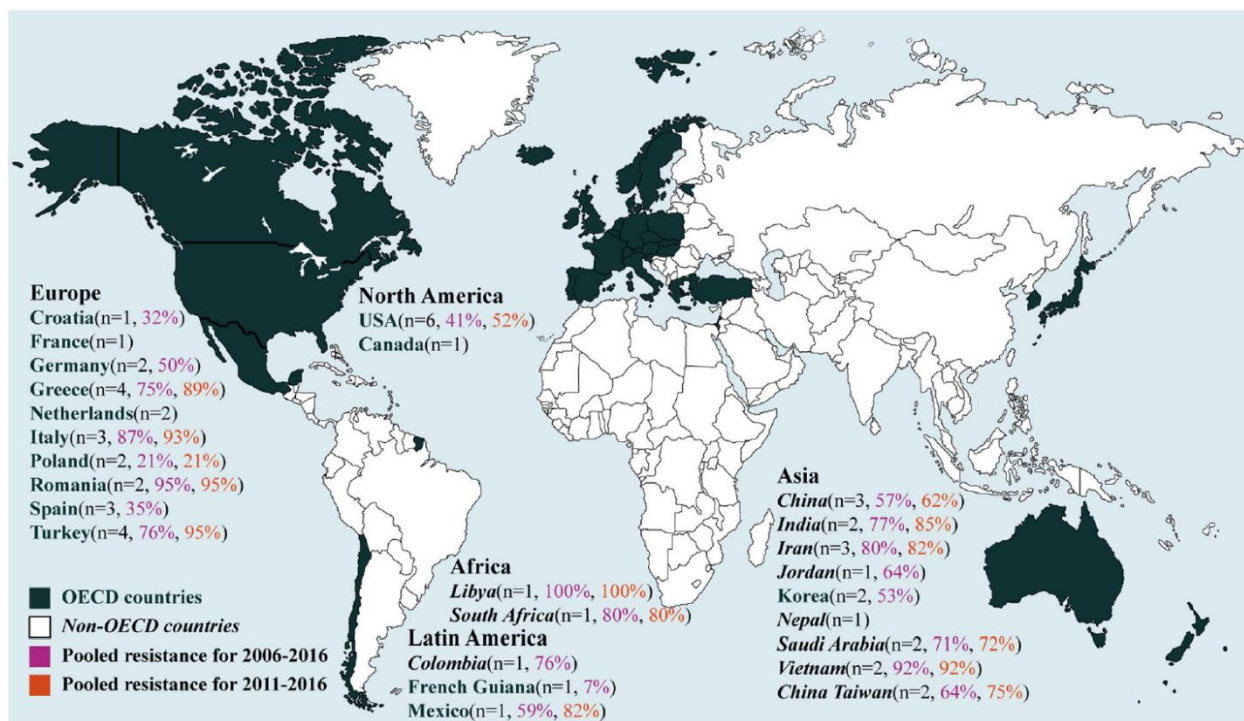 Europe
Croatia(n=1, 32%)
France(n=1)
Germany(n=2, 50%)
Greece(n=4, 75%, 89%)
Netherlands(n=2)
Italy(n=3, 87%, 93%)
Poland(n=2, 21%, 21%)
Romania(n=2, 95%, 95%)
Spain(n=3, 35%)
Turkey(n=4, 76%, 95%)
North America
USA(n=6, 41%, 52%)
Canada(n=1)
OECD countries
Non-OECD countries
Pooled resistance for 2006-2016
Pooled resistance for 2011-2016
Africa
Libya(n=1, 100%, 100%)
South Africa(n=1, 80%, 80%)
Latin America
Colombia(n=1, 76%)
French Guiana(n=1, 7%)
Mexico(n=1, 59%, 82%)
Asia
China(n=3, 57%, 62%)
India(n=2, 77%, 85%)
Iran(n=3, 80%, 82%)
Jordan(n=1, 64%)
Korea(n=2, 53%)
Nepal(n=1)
Saudi Arabia(n=2, 71%, 72%)
Vietnam(n=2, 92%, 92%)
China Taiwan(n=2, 64%, 75%)